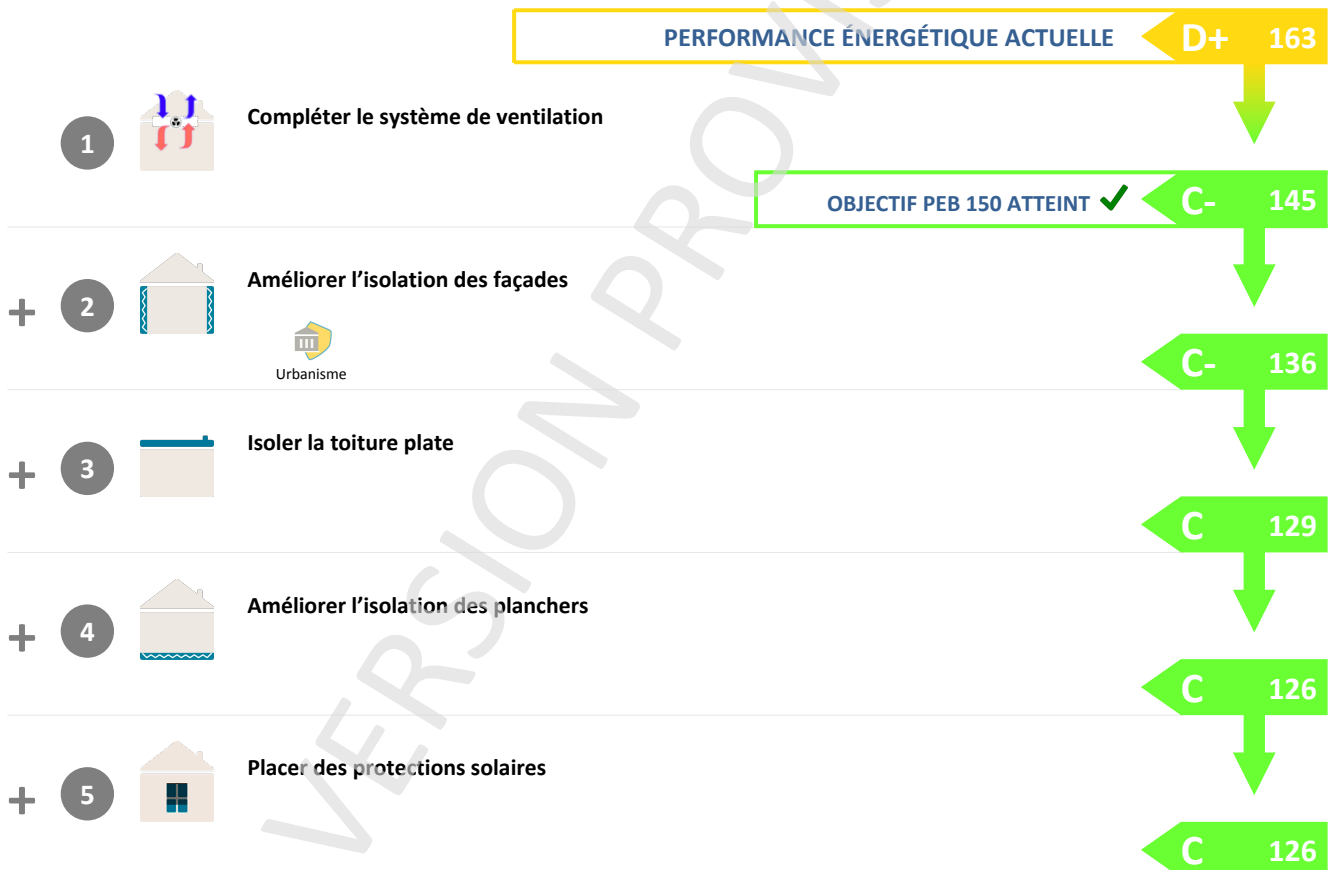 PERFORMANCE ÉNERGÉTIQUE ACTUELLE D+ 163
1 Compléter le système de ventilation
OBJECTIF PEB 150 ATTEINT ✓ C- 145
+ 2 Améliorer l'isolation des façades
Urbanisme
C- 136
+ 3 Isoler la toiture plate
C 129
+ 4 Améliorer l'isolation des planchers
C 126
+ 5 Placer des protections solaires
C 126
VERSION PROVIS